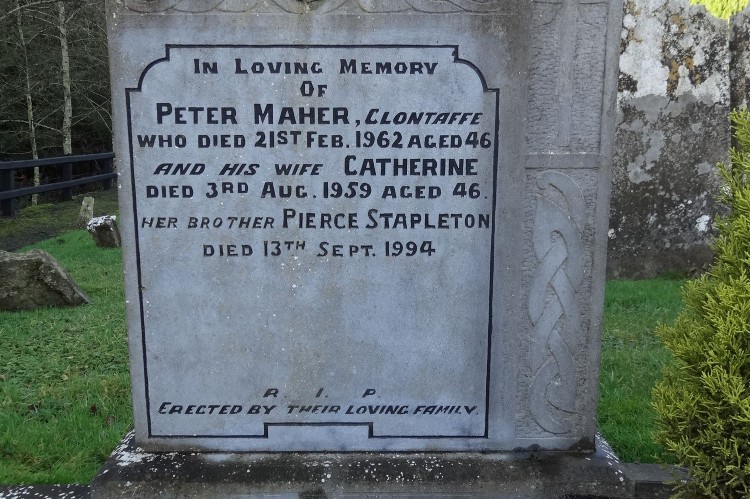 In Loving Memory
Of
Peter Maher, Clontaffe
who died 21st Feb. 1962 aged 46
and his wife Catherine
died 3rd Aug. 1959 aged 46.
her brother Pierce Stapleton
died 13th Sept. 1994
R. I. P.
Erected by their loving family.